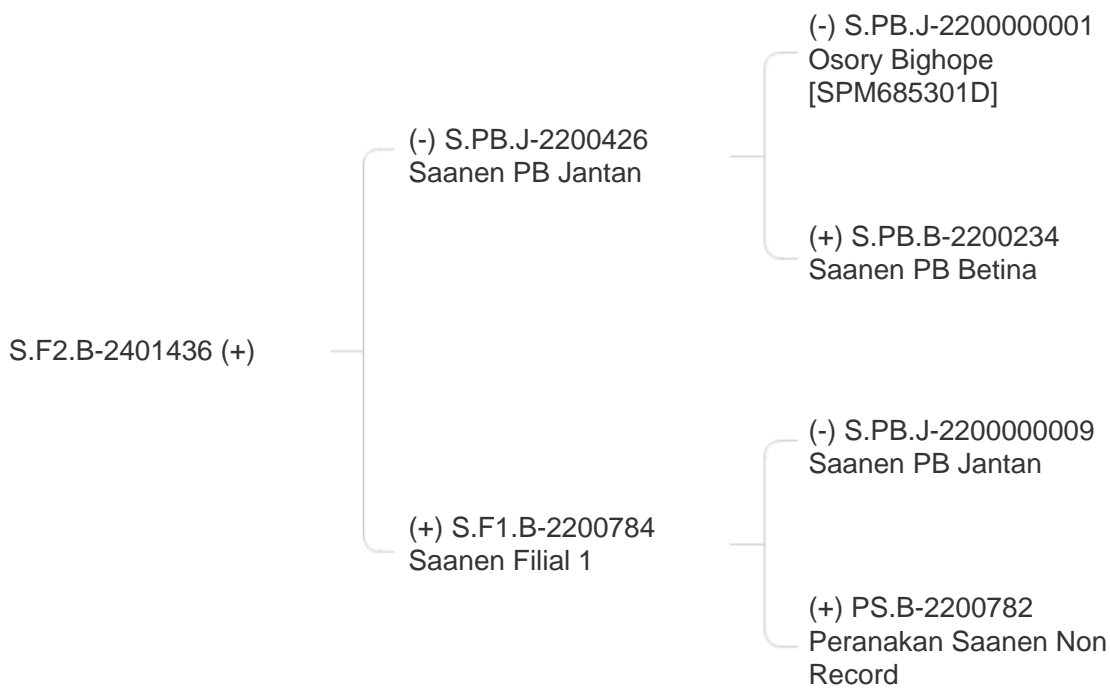 (-) S.PB.J-2200000001
Osory Bighope
[SPM685301D]
(-) S.PB.J-2200426
Saanen PB Jantan
(+) S.PB.B-2200234
Saanen PB Betina
S.F2.B-2401436 (+)
(-) S.PB.J-2200000009
Saanen PB Jantan
(+) S.F1.B-2200784
Saanen Filial 1
(+) PS.B-2200782
Peranakan Saanen Non
Record